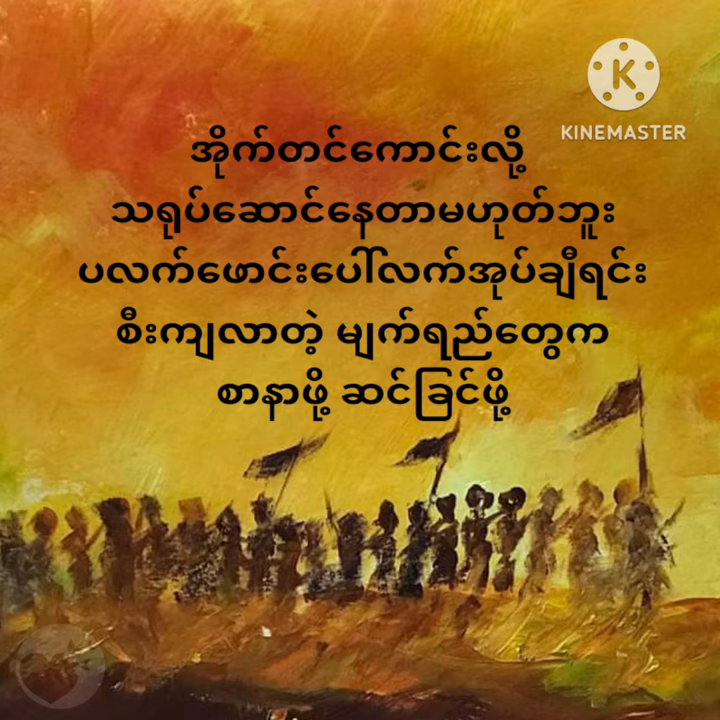 KINEMASTER
အိုက်တင်ကောင်းလို့
သရုပ်ဆောင်နေတာမဟုတ်ဘူး
ပလက်ဖောင်းပေါ်လက်အုပ်ချီရင်း
စီးကျလာတဲ့ မျက်ရည်တွေက
စာနာဖို့ ဆင်ခြင်ဖို့